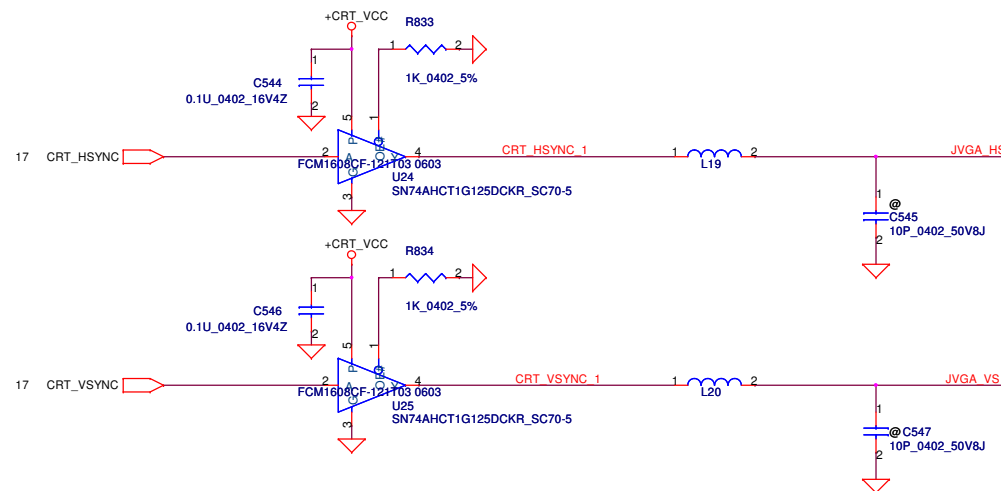 +CRT_VCC
R833
1
2
1
1K_0402_5%
C544
0.1U_0402_16V4Z
2
5
1
17 CRT_HSYNC
2
P
OE#
A
Y
G
4
CRT_HSYNC_1
1
2
JVGA_HS
FCM1608CF-121T03 0603
L19
U24
SN74AHCT1G125DCKR_SC70-5
3
1
@
C545
10P_0402_50V8J
2
+CRT_VCC
R834
1
2
1
1K_0402_5%
C546
0.1U_0402_16V4Z
2
5
1
17 CRT_VSYNC
2
P
OE#
A
Y
G
4
CRT_VSYNC_1
1
2
JVGA_VS
FCM1608CF-121T03 0603
L20
U25
SN74AHCT1G125DCKR_SC70-5
3
1
@ C547
10P_0402_50V8J
2